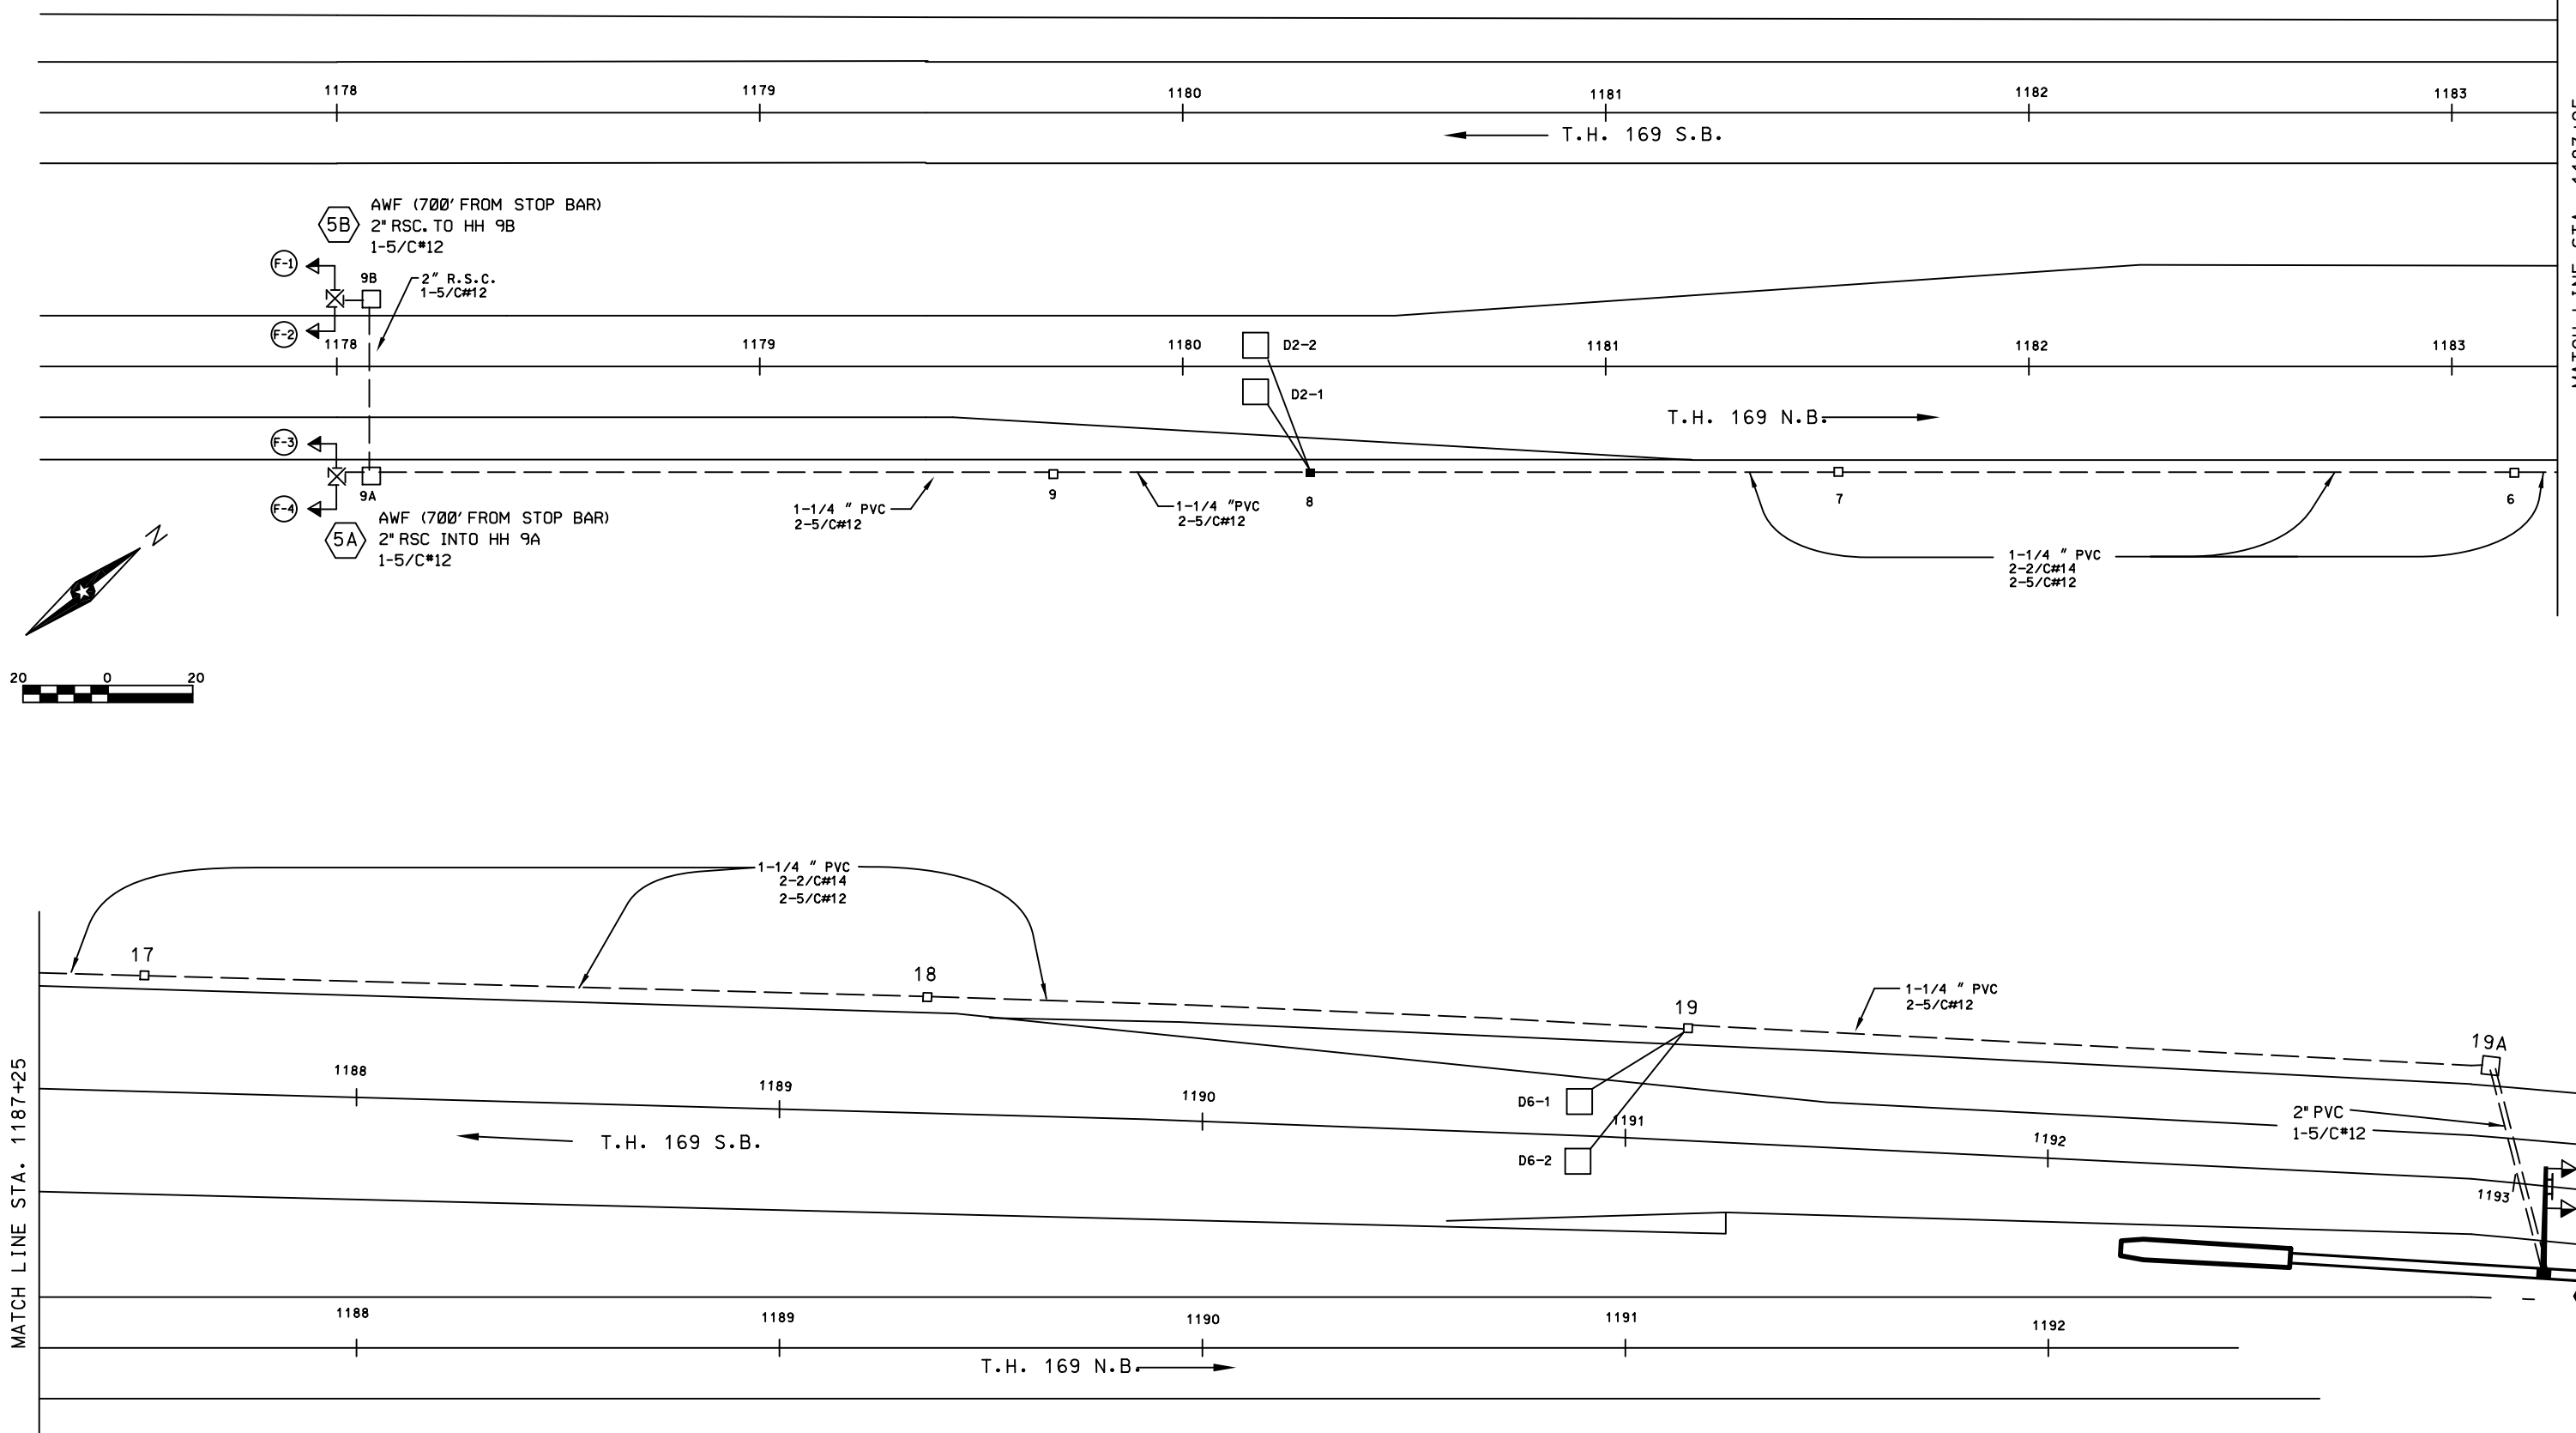 1178
1179
1180
1181
1182
1183
T.H. 169 S.B.
5B
AWF (700' FROM STOP BAR)
2" RSC. TO HH 9B
1-5/C#12
F-1
9B
2" R.S.C.
1-5/C#12
F-2
1178
1179
1180
1181
1182
1183
D2-2
D2-1
T.H. 169 N.B.
F-3
9A
F-4
5A
AWF (700' FROM STOP BAR)
2" RSC INTO HH 9A
1-5/C#12
1-1/4 " PVC
2-5/C#12
9
1-1/4 "PVC
2-5/C#12
8
7
6
1-1/4 " PVC
2-2/C#14
2-5/C#12
N
20 0 20
1-1/4 " PVC
2-2/C#14
2-5/C#12
17
18
19
1-1/4 " PVC
2-5/C#12
19A
MATCH LINE STA. 1187+25
1188
1189
1190
1191
1192
1193
D6-1
D6-2
T.H. 169 S.B.
2" PVC
1-5/C#12
1188
1189
1190
1191
1192
T.H. 169 N.B.